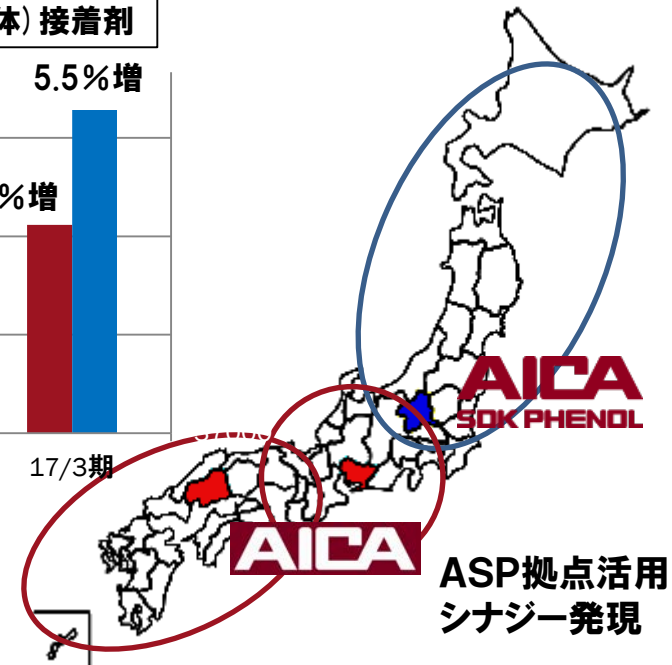 体）接着剤
5.5％増
％増
17/3期
AICA
SDK PHENOL
AICA
ASP拠点活用
シナジー発現